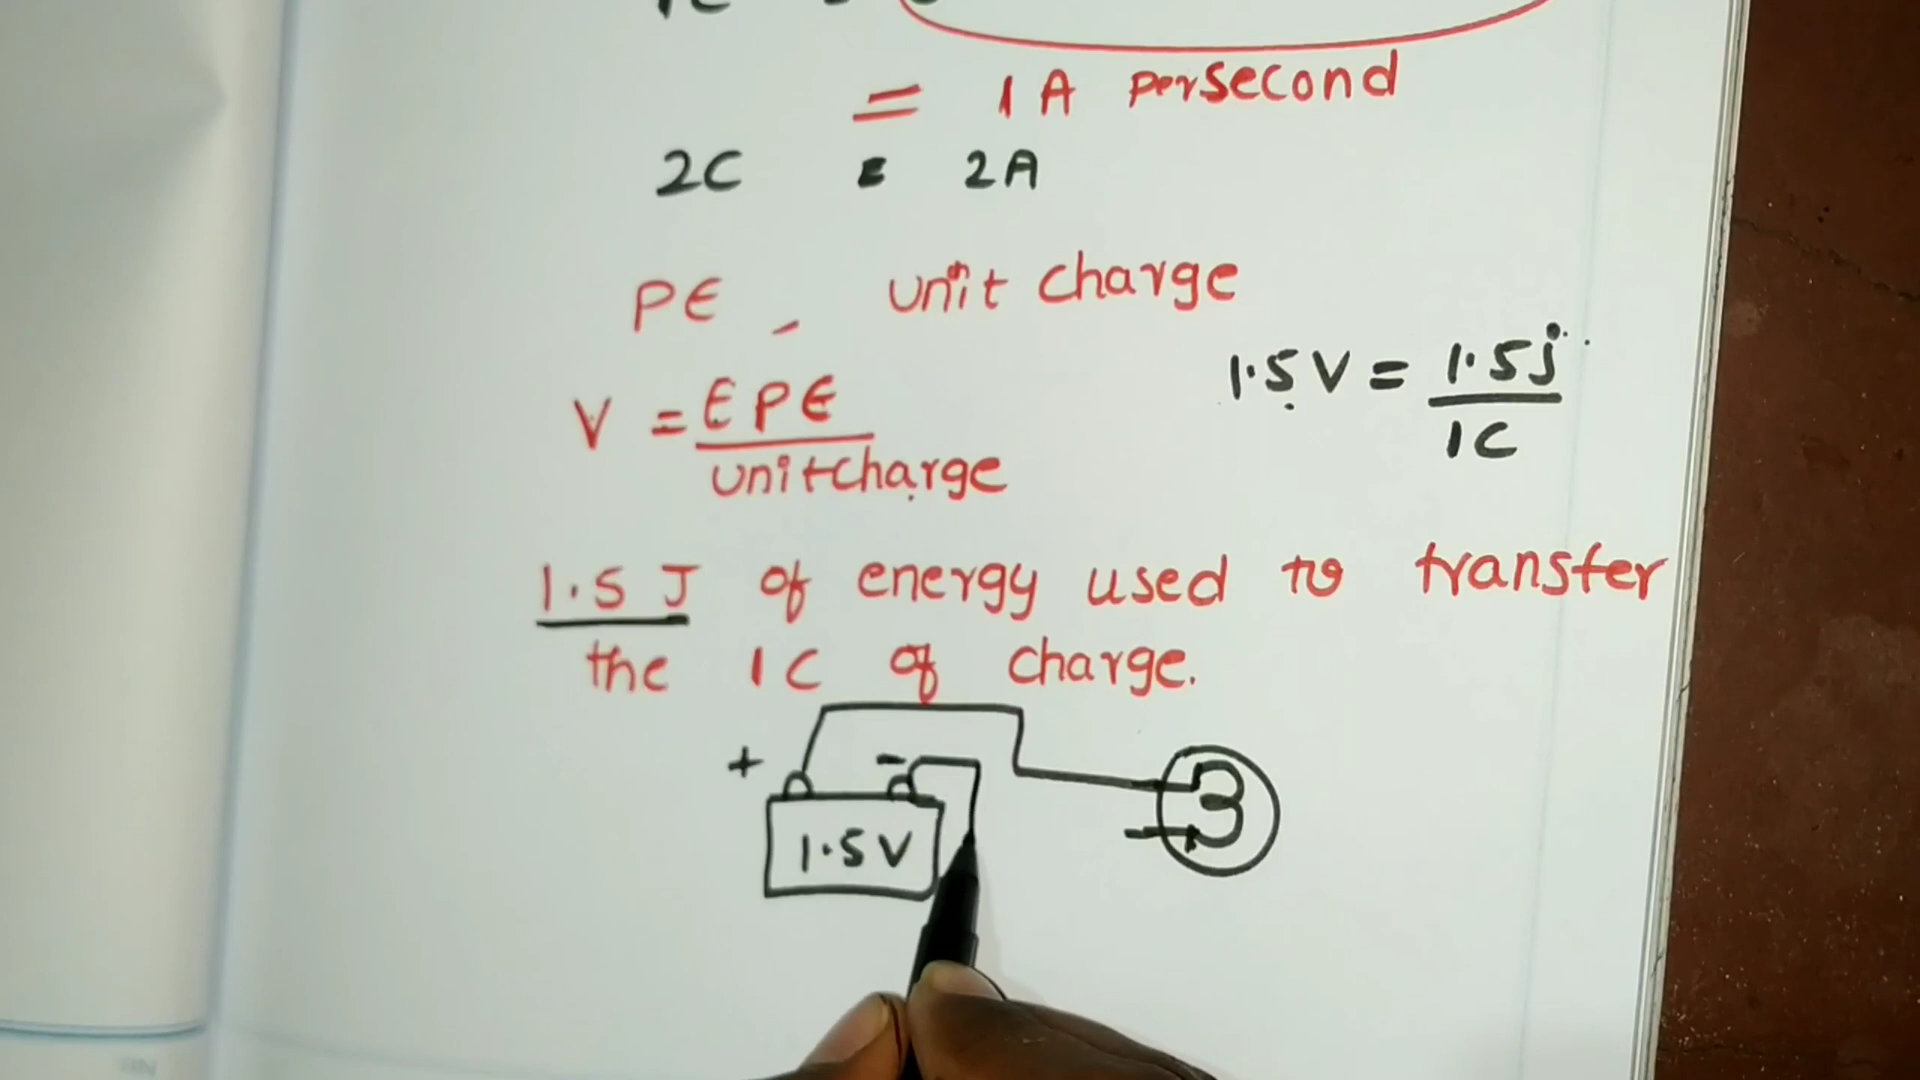 = 1 A persecond
2C = 2A
PE - unit charge
V = EPE / unitcharge
1.5V = 1.5j / 1C
1.5 J of energy used to transfer
the 1C of charge.
+ -
1.5V